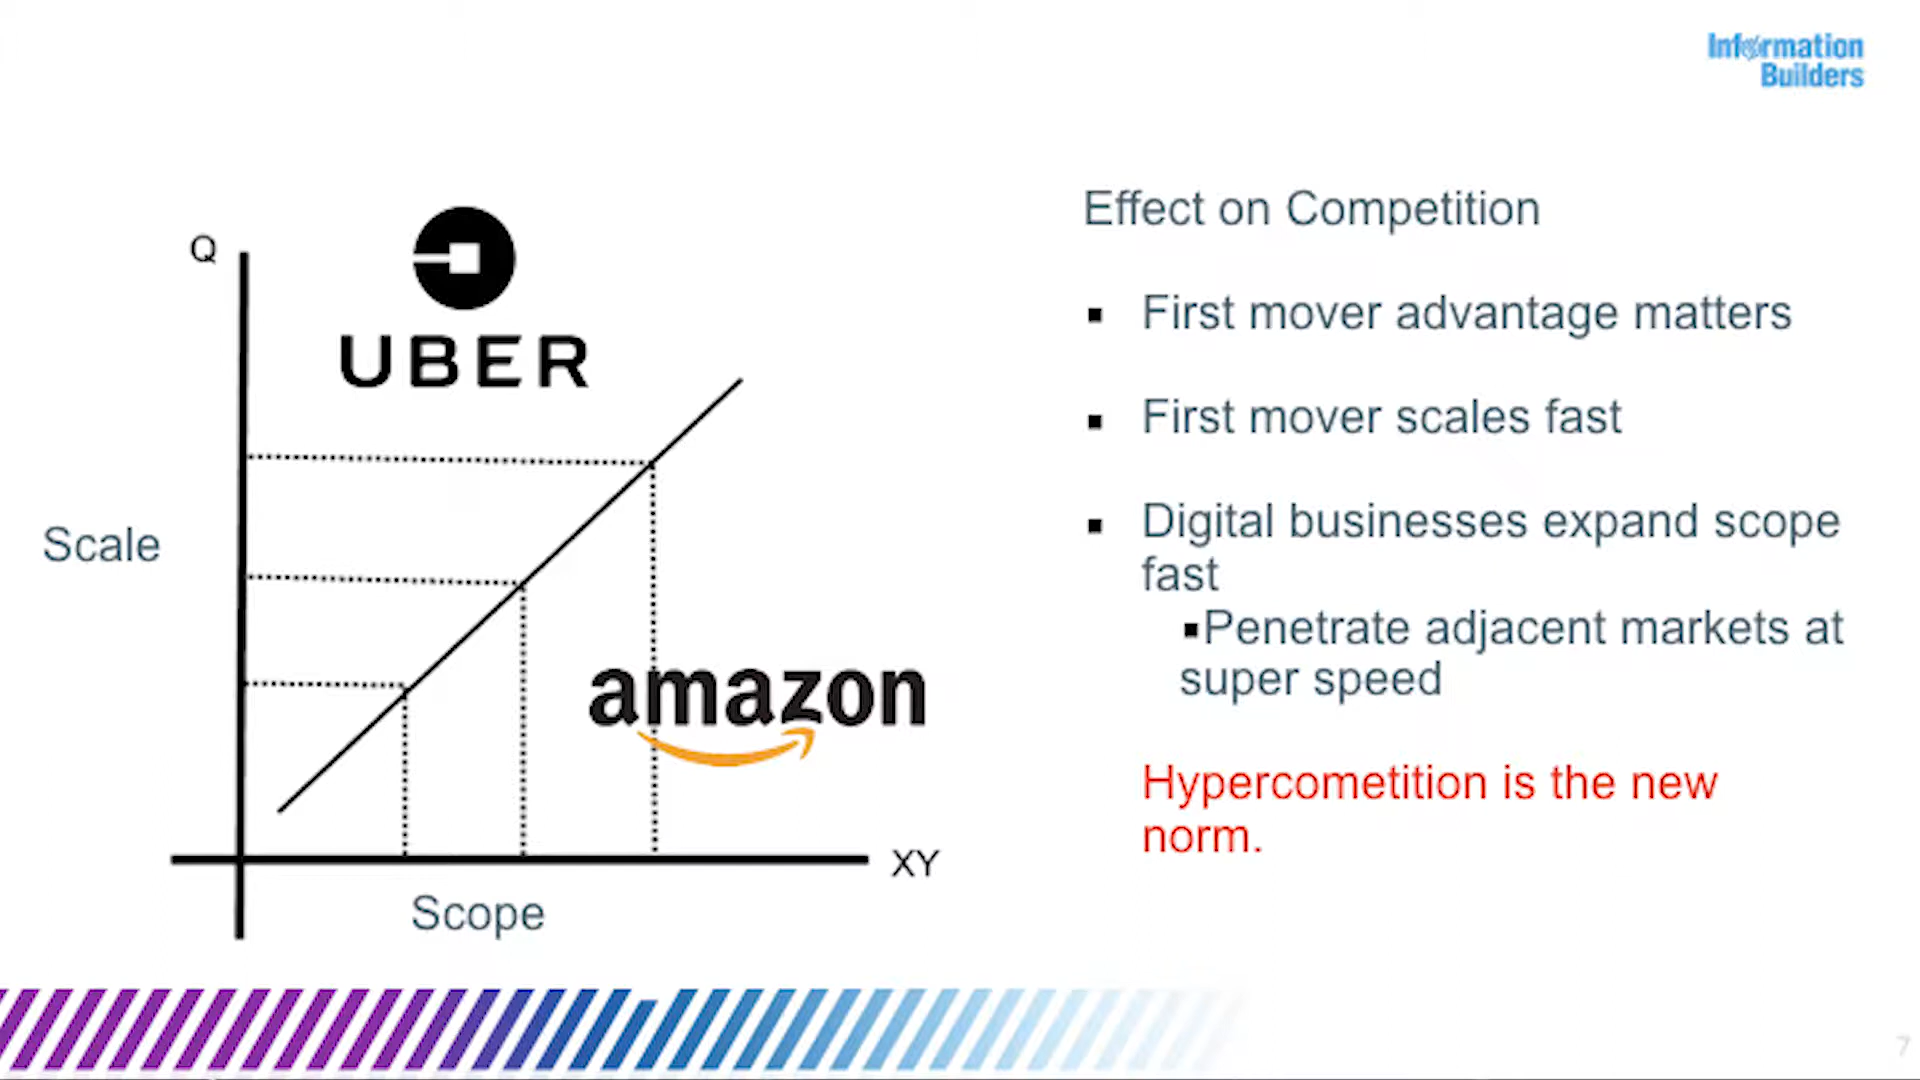 Information
Builders
Effect on Competition
Q
UBER
▪ First mover advantage matters
▪ First mover scales fast
Scale
▪ Digital businesses expand scope
fast
▪Penetrate adjacent markets at
super speed
amazon
Hypercometition is the new
norm.
XY
Scope
7